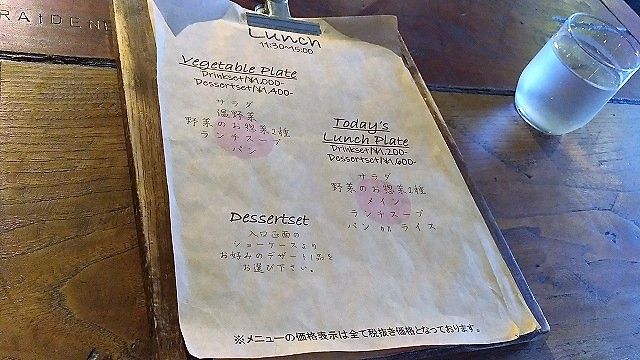 RAIDEN
Lunch
11:30~15:00
Vegetable Plate
Drinkset/¥1,000-
Dessertset/¥1,400-
サラダ
温野菜
野菜のお惣菜2種
ランチスープ
パン
Today's
Lunch Plate
Drinkset/¥1,200-
Dessertset/¥1,600-
サラダ
野菜のお惣菜2種
メイン
ランチスープ
パン or ライス
Dessertset
入口正面の
ショーケースより
お好みのデザート1品を
お選び下さい。
※メニューの価格表示は全て税抜き価格となっております。